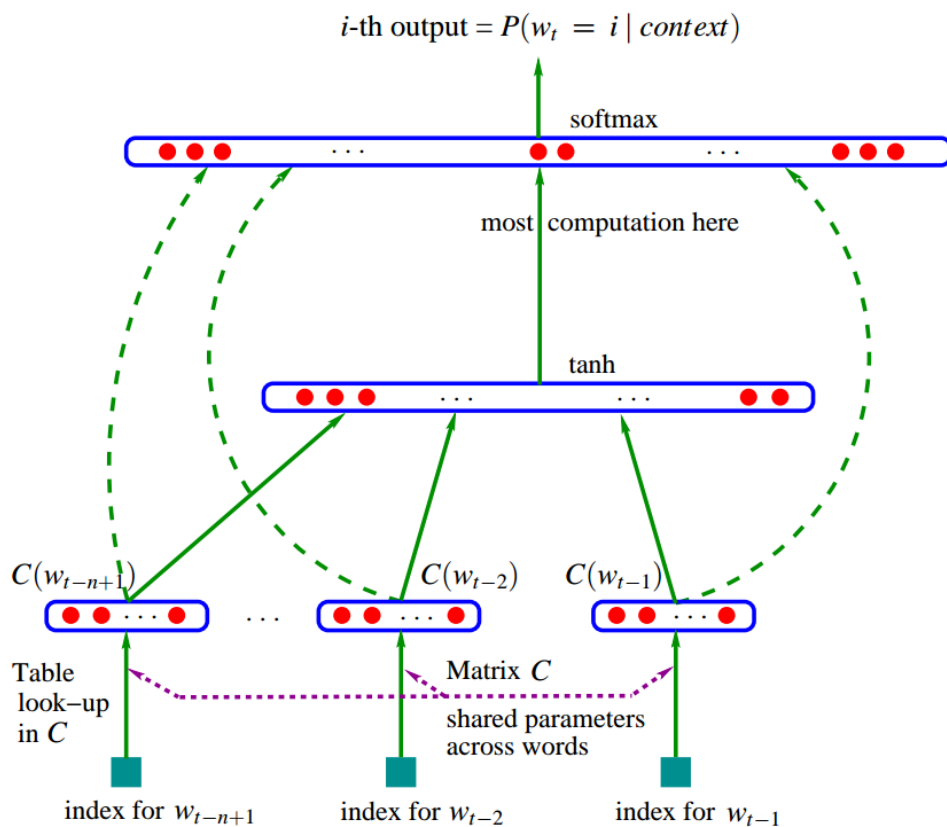 i-th output = P(w_t = i | context)
softmax
. . .
. . .
most computation here
tanh
. . .
. . .
C(w_{t−n+1})
C(w_{t−2})
C(w_{t−1})
. . .
. . .
. . .
. . .
Table
look−up
in C
Matrix C
shared parameters
across words
index for w_{t−n+1}
index for w_{t−2}
index for w_{t−1}